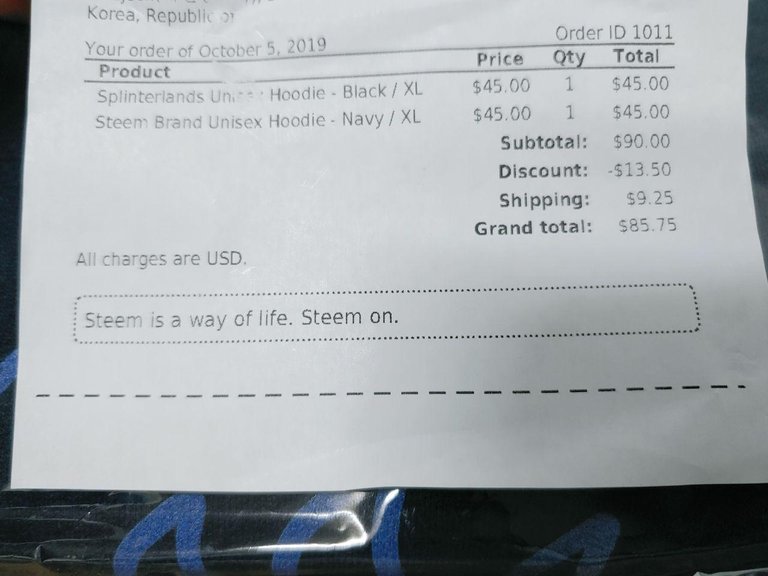 Korea, Republic of
Order ID 1011
Your order of October 5, 2019
Product Price Qty Total
Splinterlands Unisex Hoodie - Black / XL $45.00 1 $45.00
Steem Brand Unisex Hoodie - Navy / XL $45.00 1 $45.00
Subtotal: $90.00
Discount: -$13.50
Shipping: $9.25
Grand total: $85.75
All charges are USD.
Steem is a way of life. Steem on.